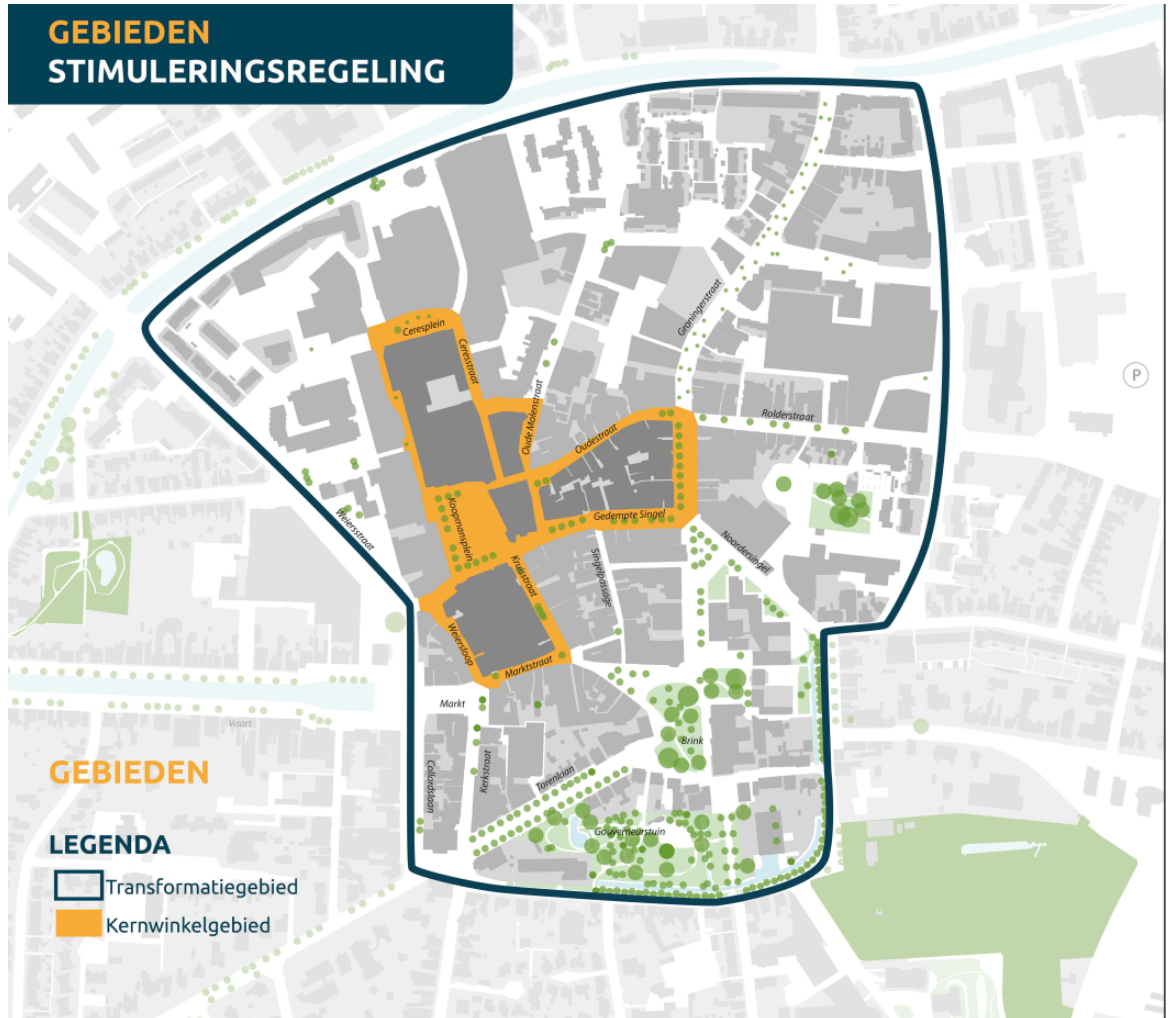 GEBIEDEN
STIMULERINGSREGELING
Ceresplein
Ceresstraat
Groningerstraat
P
Oude Molenstraat
Rolderstraat
Oudestraat
Koopmansplein
Weiersstraat
Gedempte Singel
Noordersingel
Kruisstraat
Singelpassage
Weiersloop
Marktstraat
Markt
Vaart
Brink
GEBIEDEN
Collardslaan
Kerkstraat
Torenlaan
Gouverneurstuin
LEGENDA
Transformatiegebied
Kernwinkelgebied